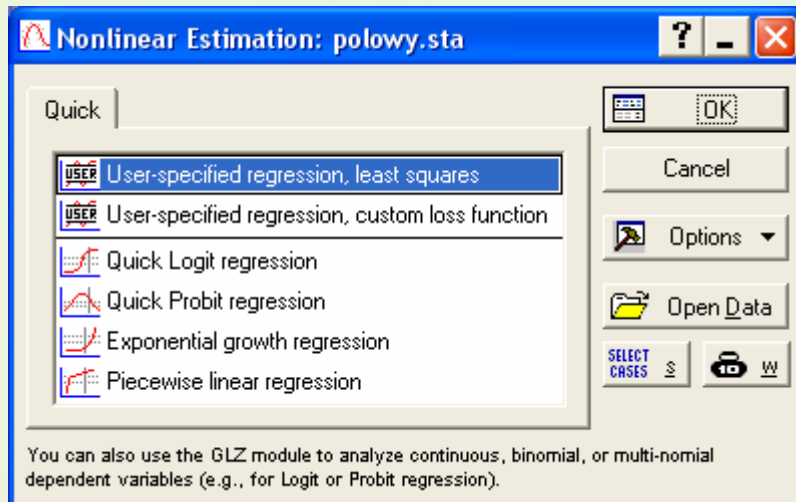 Nonlinear Estimation: polowy.sta
?
Quick
OK
Cancel
Options
Open Data
SELECT CASES S
W
USER User-specified regression, least squares
USER User-specified regression, custom loss function
Quick Logit regression
Quick Probit regression
Exponential growth regression
Piecewise linear regression
You can also use the GLZ module to analyze continuous, binomial, or multi-nomial
dependent variables (e.g., for Logit or Probit regression).